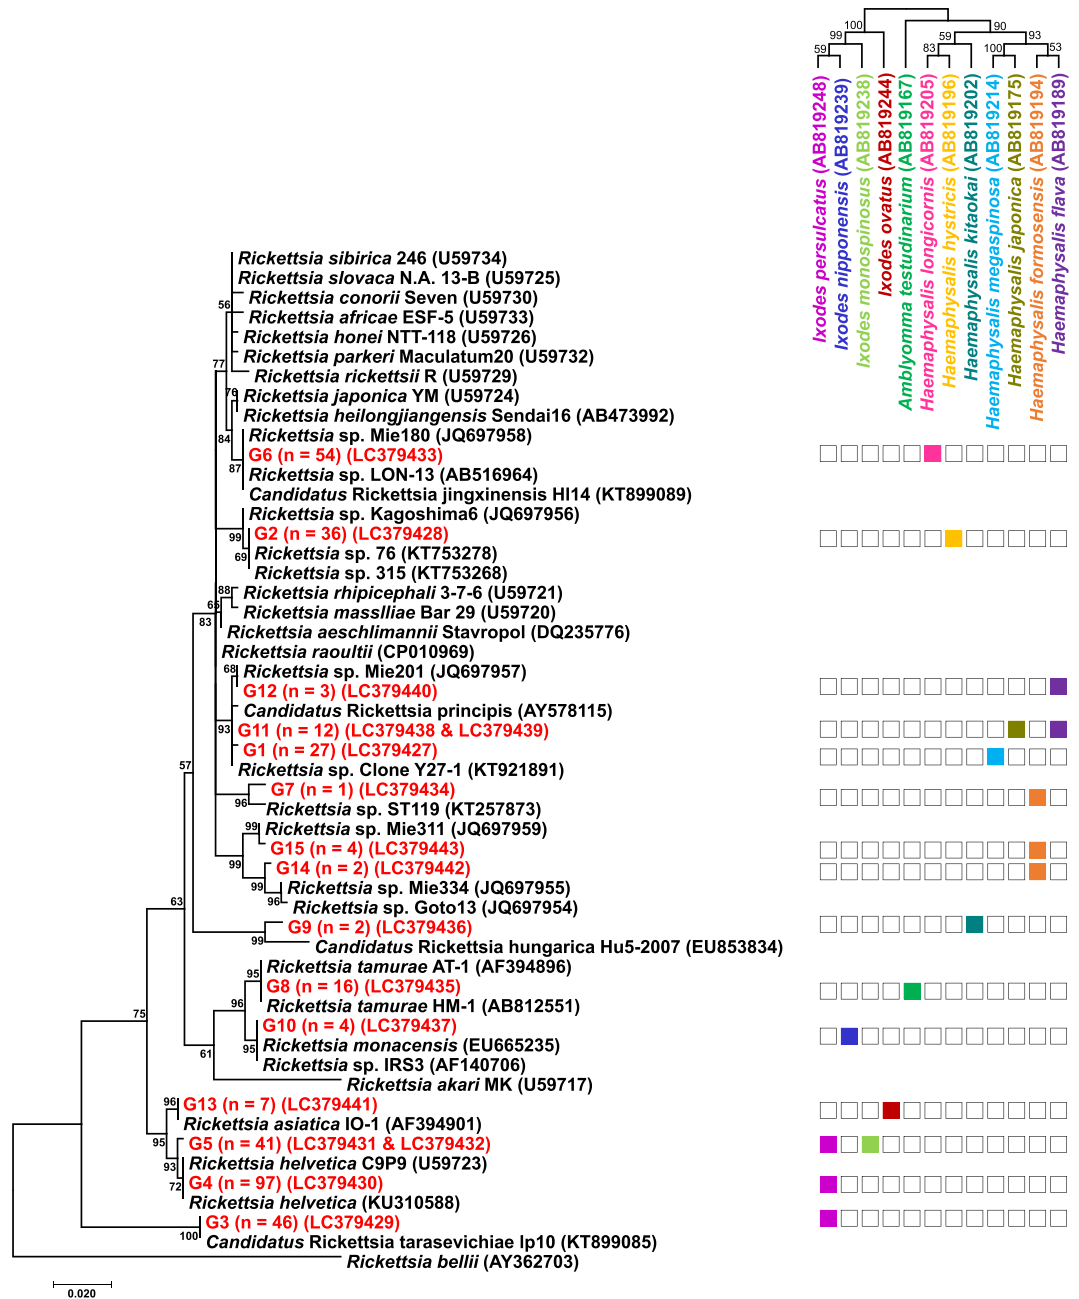 100
90
99
59
93
59
83
100
53
Ixodes persulcatus (AB819248)
Ixodes nipponensis (AB819239)
Ixodes monospinosus (AB819238)
Ixodes ovatus (AB819244)
Amblyomma testudinarium (AB819167)
Haemaphysalis longicornis (AB819205)
Haemaphysalis hystricis (AB819196)
Haemaphysalis kitaokai (AB819202)
Haemaphysalis megaspinosa (AB819214)
Haemaphysalis japonica (AB819175)
Haemaphysalis formosensis (AB819194)
Haemaphysalis flava (AB819189)
Rickettsia sibirica 246 (U59734)
Rickettsia slovaca N.A. 13-B (U59725)
Rickettsia conorii Seven (U59730)
56
Rickettsia africae ESF-5 (U59733)
Rickettsia honei NTT-118 (U59726)
Rickettsia parkeri Maculatum20 (U59732)
77
Rickettsia rickettsii R (U59729)
76
Rickettsia japonica YM (U59724)
Rickettsia heilongjiangensis Sendai16 (AB473992)
84
Rickettsia sp. Mie180 (JQ697958)
G6 (n = 54) (LC379433)
87
Rickettsia sp. LON-13 (AB516964)
Candidatus Rickettsia jingxinensis HI14 (KT899089)
Rickettsia sp. Kagoshima6 (JQ697956)
99
G2 (n = 36) (LC379428)
69
Rickettsia sp. 76 (KT753278)
Rickettsia sp. 315 (KT753268)
88
Rickettsia rhipicephali 3-7-6 (U59721)
65
Rickettsia masslliae Bar 29 (U59720)
83
Rickettsia aeschlimannii Stavropol (DQ235776)
Rickettsia raoultii (CP010969)
68
Rickettsia sp. Mie201 (JQ697957)
G12 (n = 3) (LC379440)
Candidatus Rickettsia principis (AY578115)
93
G11 (n = 12) (LC379438 & LC379439)
G1 (n = 27) (LC379427)
57
Rickettsia sp. Clone Y27-1 (KT921891)
G7 (n = 1) (LC379434)
96
Rickettsia sp. ST119 (KT257873)
99
Rickettsia sp. Mie311 (JQ697959)
G15 (n = 4) (LC379443)
99
G14 (n = 2) (LC379442)
99
Rickettsia sp. Mie334 (JQ697955)
96
Rickettsia sp. Goto13 (JQ697954)
63
G9 (n = 2) (LC379436)
99
Candidatus Rickettsia hungarica Hu5-2007 (EU853834)
Rickettsia tamurae AT-1 (AF394896)
95
G8 (n = 16) (LC379435)
96
Rickettsia tamurae HM-1 (AB812551)
75
G10 (n = 4) (LC379437)
95
Rickettsia monacensis (EU665235)
61
Rickettsia sp. IRS3 (AF140706)
Rickettsia akari MK (U59717)
96
G13 (n = 7) (LC379441)
Rickettsia asiatica IO-1 (AF394901)
95
G5 (n = 41) (LC379431 & LC379432)
93
Rickettsia helvetica C9P9 (U59723)
72
G4 (n = 97) (LC379430)
Rickettsia helvetica (KU310588)
G3 (n = 46) (LC379429)
100
Candidatus Rickettsia tarasevichiae Ip10 (KT899085)
Rickettsia bellii (AY362703)
0.020